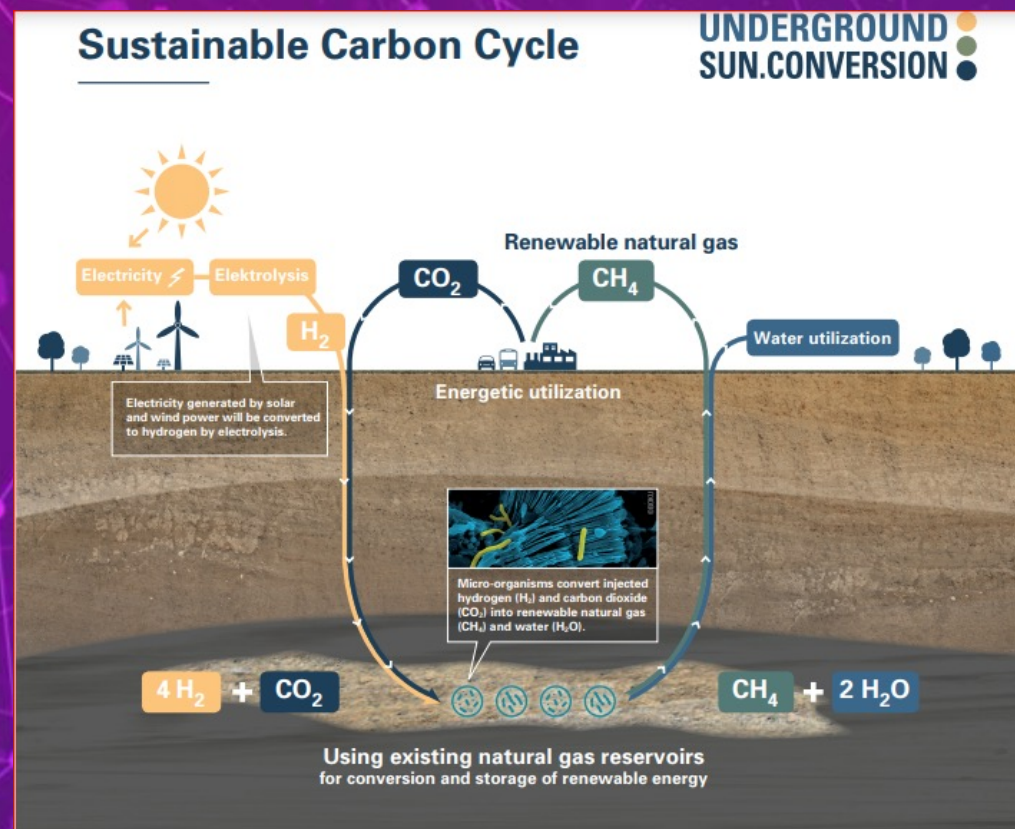 Sustainable Carbon Cycle
UNDERGROUND
SUN.CONVERSION
Renewable natural gas
Electricity
Elektrolysis
CO₂
CH₄
H₂
Water utilization
Energetic utilization
Electricity generated by solar
and wind power will be converted
to hydrogen by electrolysis.
Micro-organisms convert injected
hydrogen (H₂) and carbon dioxide
(CO₂) into renewable natural gas
(CH₄) and water (H₂O).
4 H₂ + CO₂
CH₄ + 2 H₂O
Using existing natural gas reservoirs
for conversion and storage of renewable energy